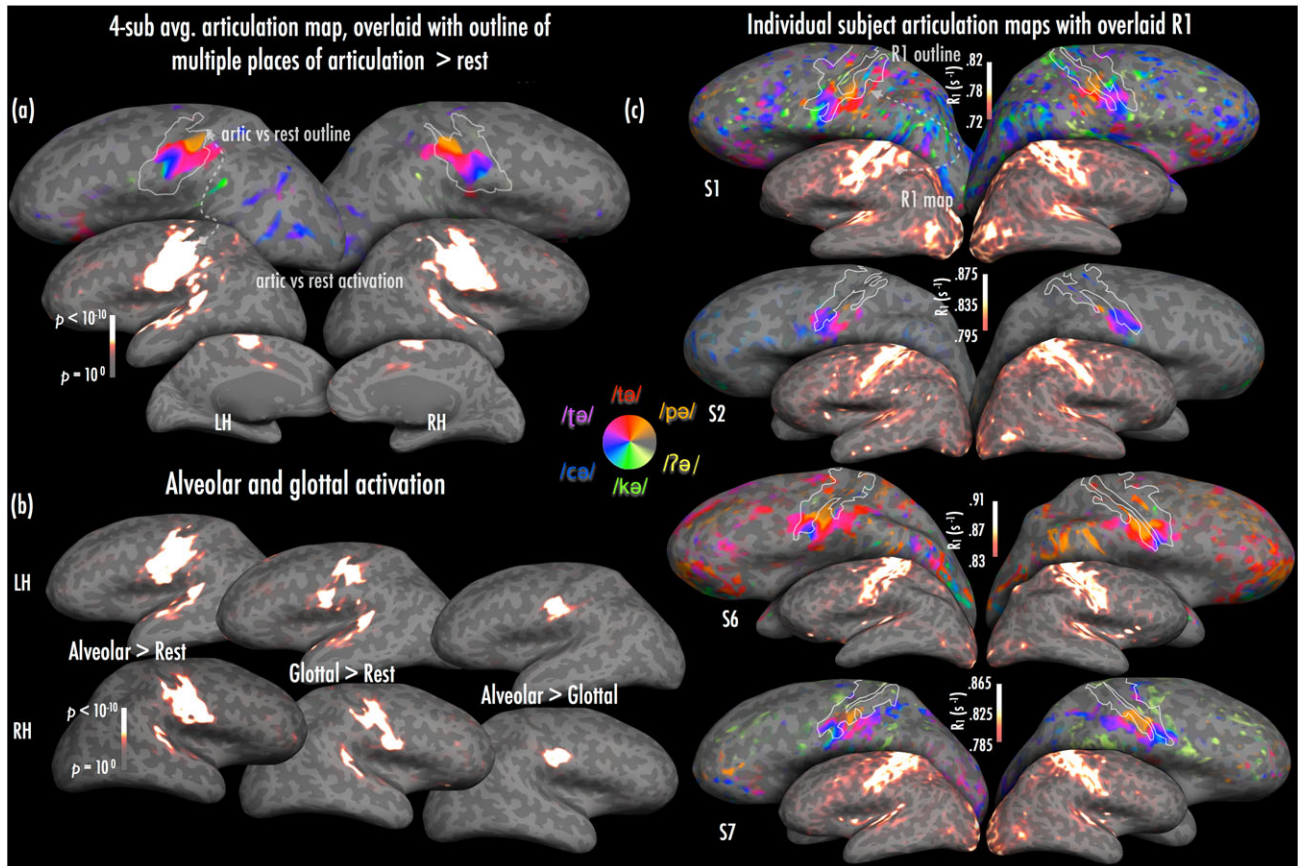 4-sub avg. articulation map, overlaid with outline of
multiple places of articulation > rest
(a)
artic vs rest outline
artic vs rest activation
p < 10⁻¹⁰
p = 10⁰
LH
RH
Alveolar and glottal activation
(b)
LH
Alveolar > Rest
Glottal > Rest
Alveolar > Glottal
RH
p < 10⁻¹⁰
p = 10⁰
/tə/
/ʈə/
/pə/
/cə/
/ʔə/
/kə/
Individual subject articulation maps with overlaid R1
(c)
R1 outline
R₁ (s⁻¹)
.82
.78
.72
S1
R1 map
R₁ (s⁻¹)
.875
.835
.795
S2
R₁ (s⁻¹)
.91
.87
.83
S6
R₁ (s⁻¹)
.865
.825
.785
S7